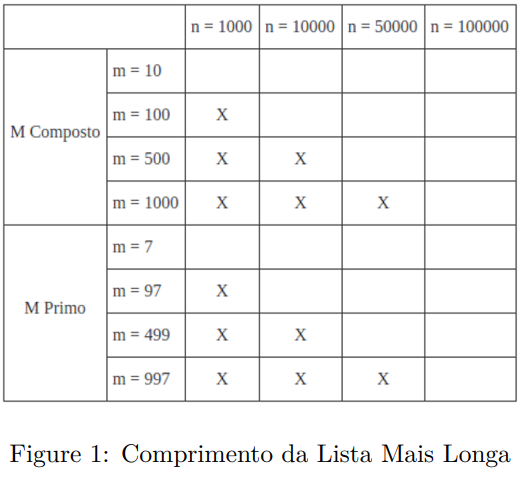 n = 1000 n = 10000 n = 50000 n = 100000
M Composto
m = 10
m = 100 X
m = 500 X X
m = 1000 X X X
M Primo
m = 7
m = 97 X
m = 499 X X
m = 997 X X X
Figure 1: Comprimento da Lista Mais Longa